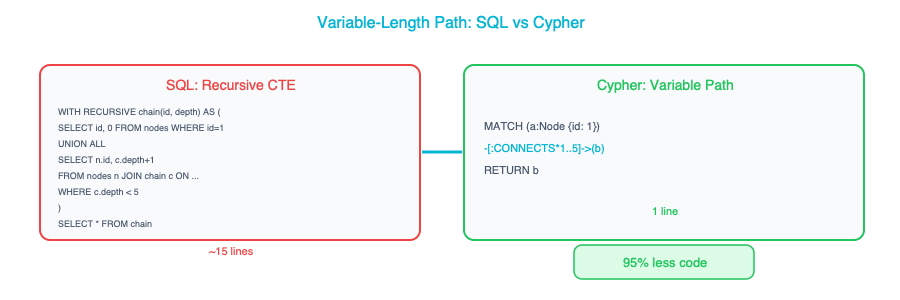 Variable-Length Path: SQL vs Cypher
SQL: Recursive CTE
WITH RECURSIVE chain(id, depth) AS (
SELECT id, 0 FROM nodes WHERE id=1
UNION ALL
SELECT n.id, c.depth+1
FROM nodes n JOIN chain c ON ...
WHERE c.depth < 5
)
SELECT * FROM chain
~15 lines
Cypher: Variable Path
MATCH (a:Node {id: 1})
-[:CONNECTS*1..5]->(b)
RETURN b
1 line
95% less code